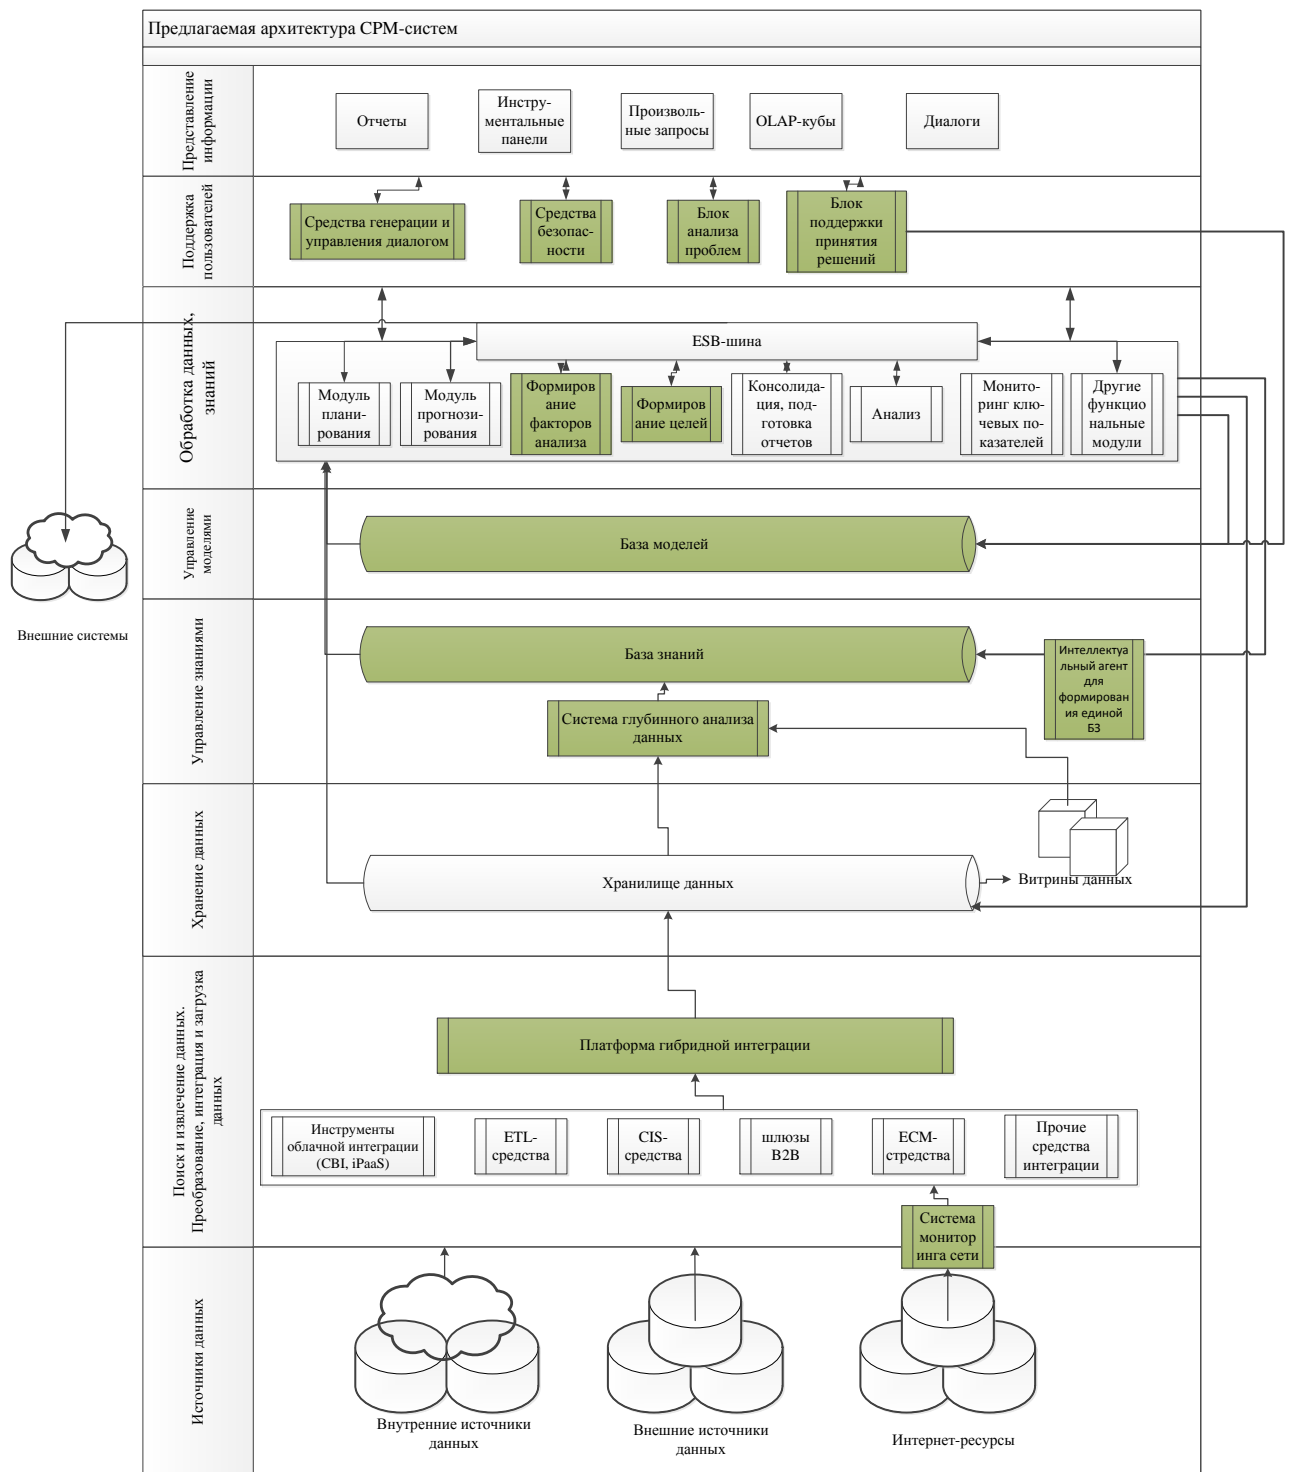 Предлагаемая архитектура CPM-систем
Представление
информации
Отчеты
Инстру-
ментальные
панели
Произволь-
ные запросы
OLAP-кубы
Диалоги
Поддержка
пользователей
Средства генерации и
управления диалогом
Средства
безопас-
ности
Блок
анализа
проблем
Блок
поддержки
принятия
решений
Обработка данных,
знаний
ESB-шина
Модуль
плани-
рования
Модуль
прогнози-
рования
Формиров
ание
факторов
анализа
Формиров
ание целей
Консолида-
ция, под-
готовка
отчетов
Анализ
Монито-
ринг клю-
чевых по-
казателей
Другие
функцио
нальные
модули
Управление
моделями
База моделей
Внешние системы
Управление знаниями
База знаний
Интеллектуа
льный агент
для
формирован
ия единой
БЗ
Система глубинного анализа
данных
Хранение данных
Хранилище данных
Витрины данных
Поиск и извлечение данных.
Преобразование, интеграция и загрузка
данных
Платформа гибридной интеграции
Инструменты
облачной интеграции
(CBI, iPaaS)
ETL-
средства
CIS-
средства
шлюзы
B2B
ECM-
стредства
Прочие
средства
интеграции
Система
монитор
инга сети
Источники данных
Внутренние источники
данных
Внешние источники
данных
Интернет-ресурсы